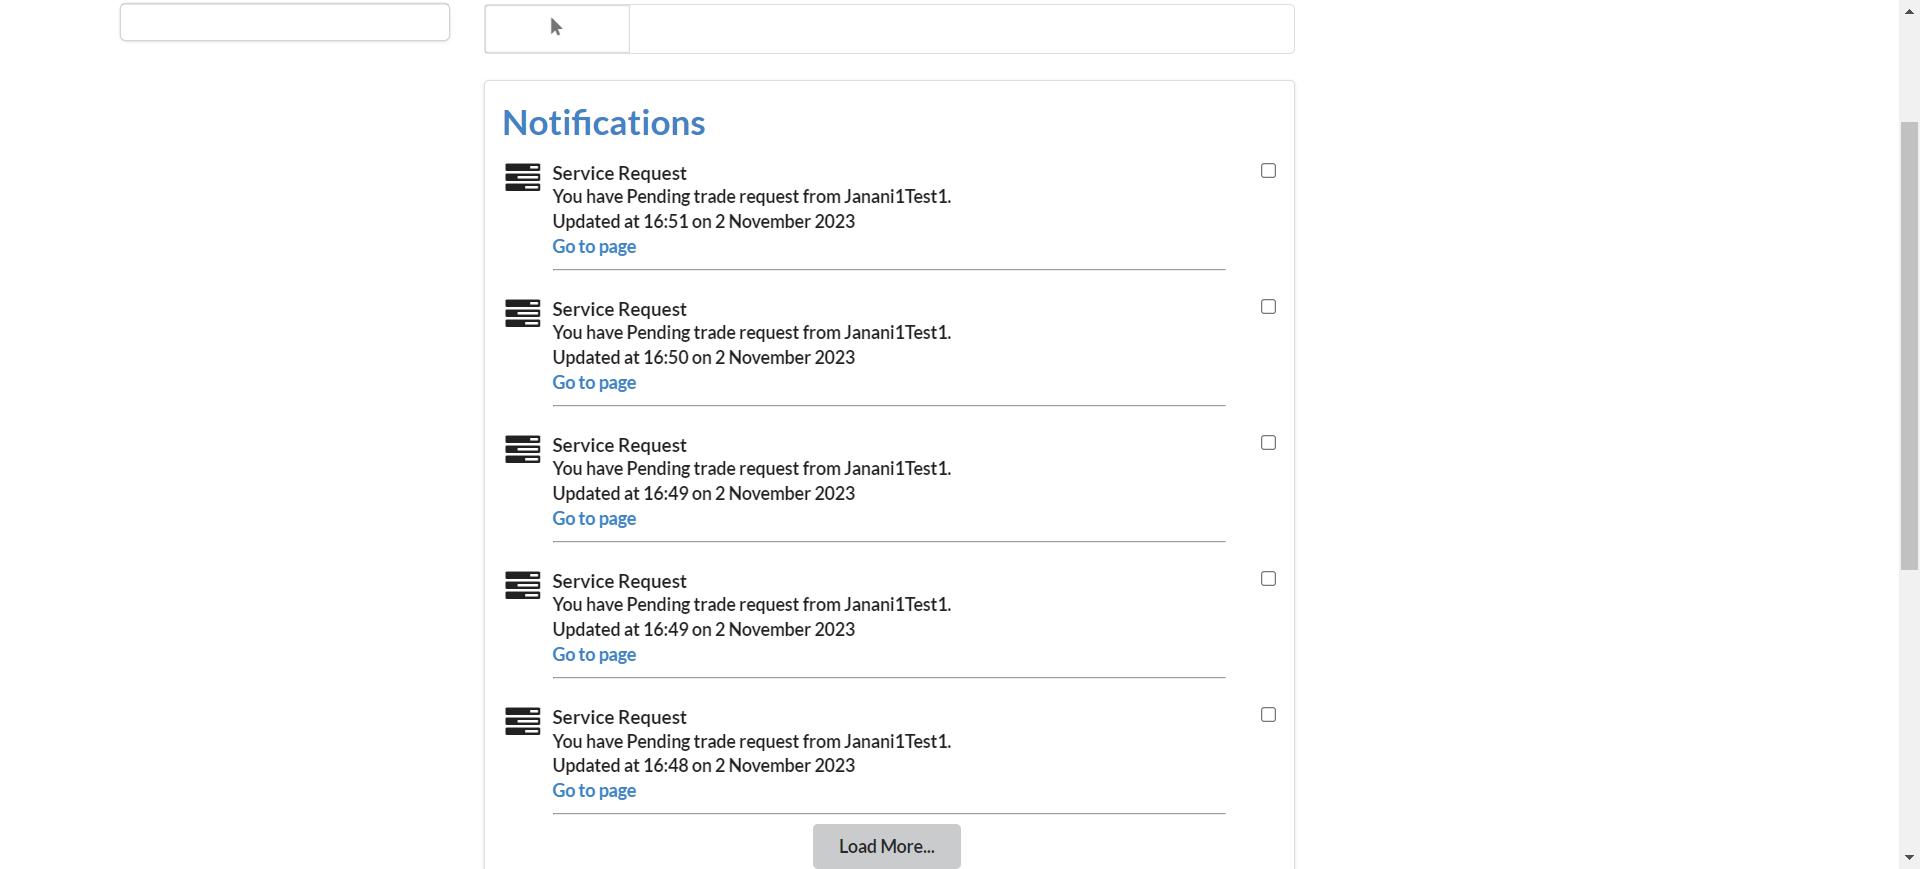 Notifications
Service Request
You have Pending trade request from Janani1Test1.
Updated at 16:51 on 2 November 2023
Go to page
Service Request
You have Pending trade request from Janani1Test1.
Updated at 16:50 on 2 November 2023
Go to page
Service Request
You have Pending trade request from Janani1Test1.
Updated at 16:49 on 2 November 2023
Go to page
Service Request
You have Pending trade request from Janani1Test1.
Updated at 16:49 on 2 November 2023
Go to page
Service Request
You have Pending trade request from Janani1Test1.
Updated at 16:48 on 2 November 2023
Go to page
Load More...